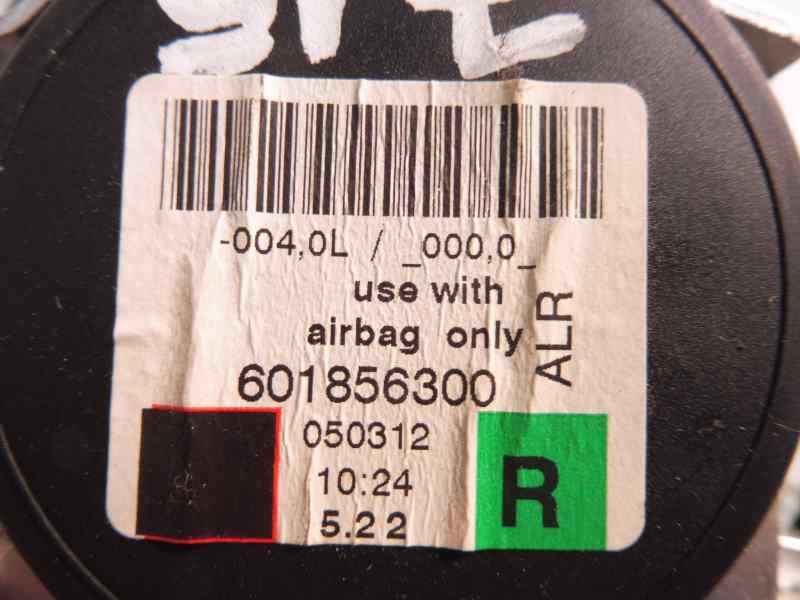 -004,0L / _000,0_
use with
airbag only
ALR
601856300
050312
10:24
5.22
R